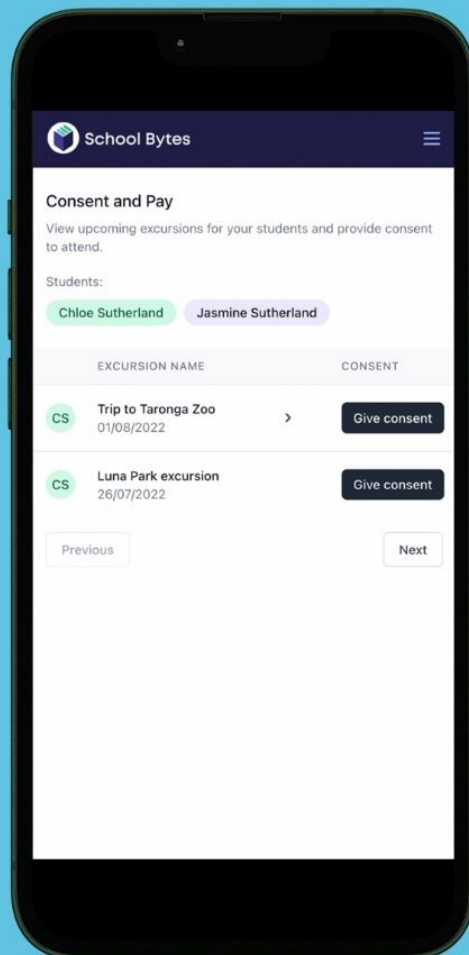 School Bytes
Consent and Pay
View upcoming excursions for your students and provide consent
to attend.
Students:
Chloe Sutherland Jasmine Sutherland
EXCURSION NAME CONSENT
CS Trip to Taronga Zoo Give consent
01/08/2022
CS Luna Park excursion Give consent
26/07/2022
Previous Next